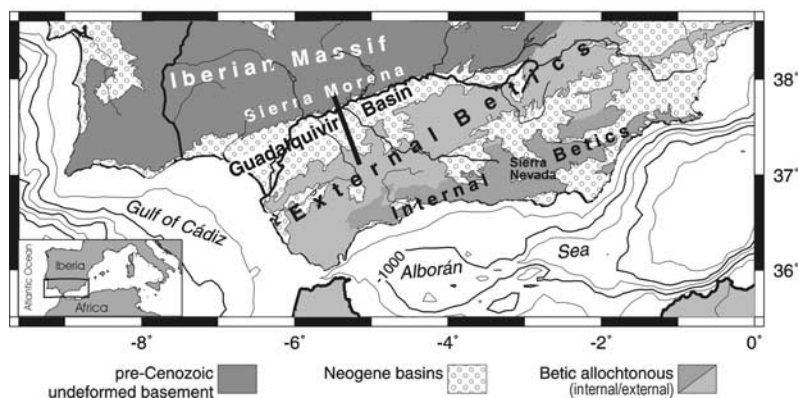 Iberian Massif
Sierra Morena
Guadalquivir Basin
External Betics
Internal Betics
Sierra
Nevada
Gulf of Cádiz
-1000
Alborán Sea
38°
37°
36°
Atlantic Ocean
Iberia
Africa
-8° -6° -4° -2° 0°
pre-Cenozoic
undeformed basement
Neogene basins
Betic allochtonous
(internal/external)